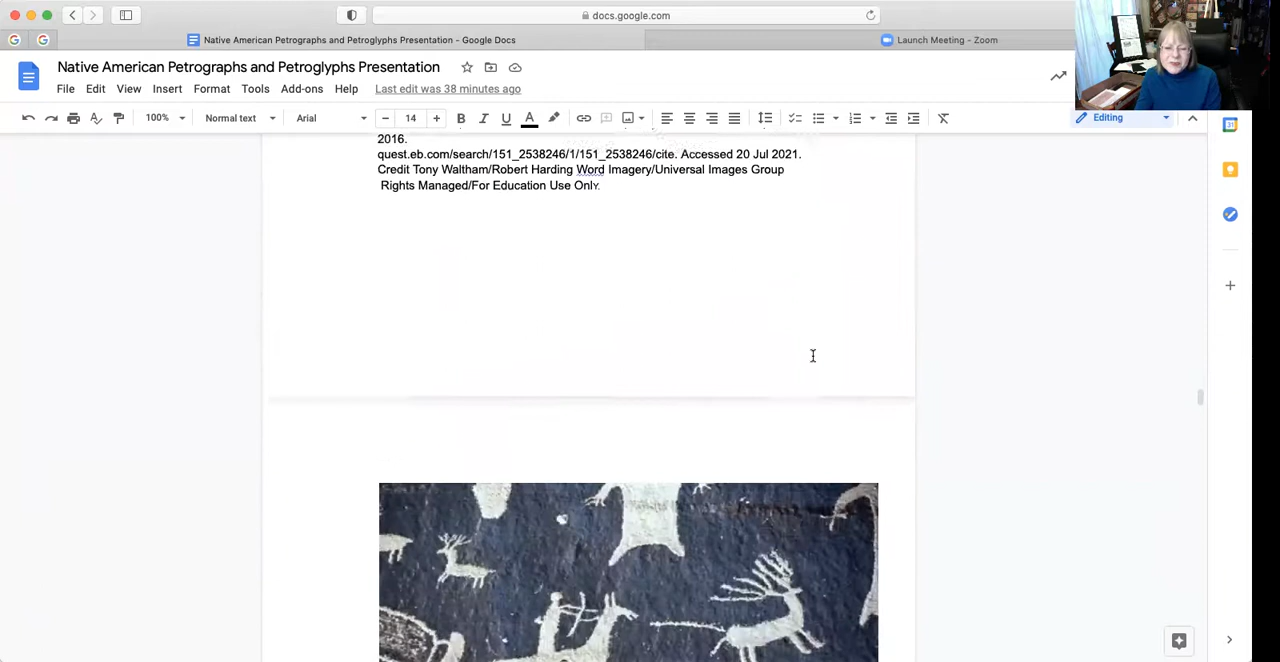 docs.google.com
Native American Petrographs and Petroglyphs Presentation - Google Docs
Launch Meeting - Zoom
Native American Petrographs and Petroglyphs Presentation
File Edit View Insert Format Tools Add-ons Help Last edit was 38 minutes ago
100% Normal text Arial 14 Editing
2016.
quest.eb.com/search/151_2538246/1/151_2538246/cite. Accessed 20 Jul 2021.
Credit Tony Waltham/Robert Harding Word Imagery/Universal Images Group
Rights Managed/For Education Use Only.